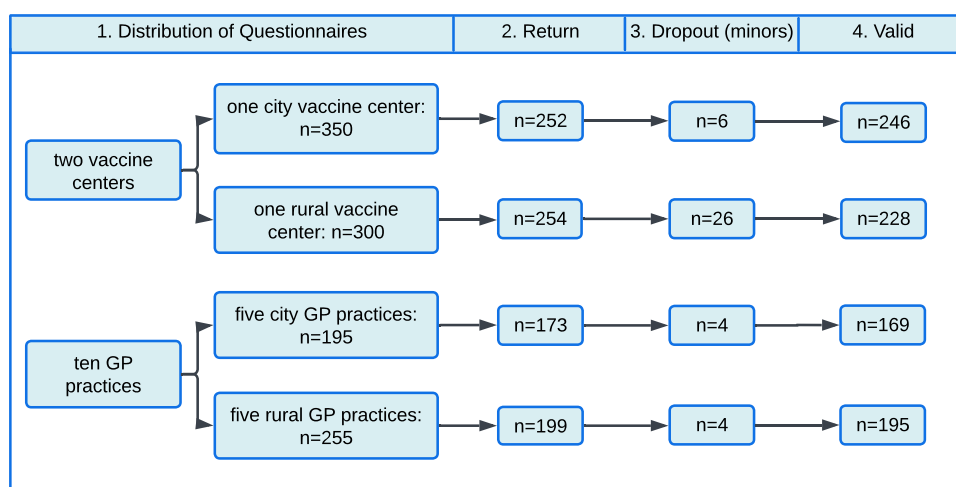 1. Distribution of Questionnaires
2. Return
3. Dropout (minors)
4. Valid
two vaccine
centers
one city vaccine center:
n=350
n=252
n=6
n=246
one rural vaccine
center: n=300
n=254
n=26
n=228
ten GP
practices
five city GP practices:
n=195
n=173
n=4
n=169
five rural GP practices:
n=255
n=199
n=4
n=195